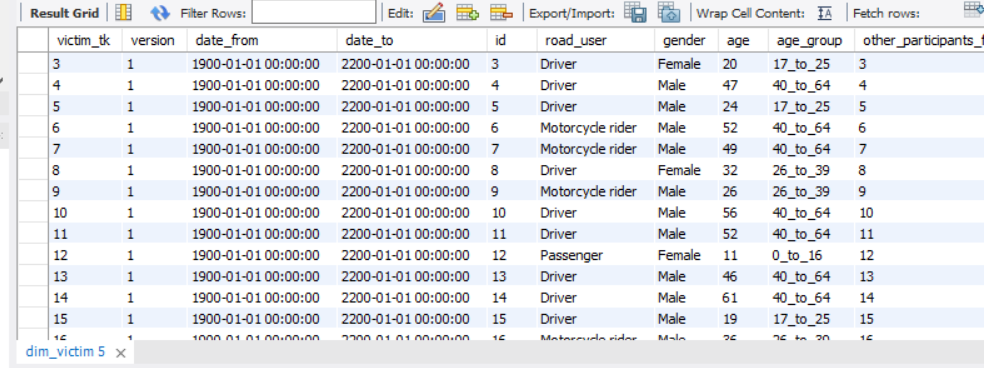 Result Grid Filter Rows: Edit: Export/Import: Wrap Cell Content: IA Fetch rows:
victim_tk version date_from date_to id road_user gender age age_group other_participants_f
3 1 1900-01-01 00:00:00 2200-01-01 00:00:00 3 Driver Female 20 17_to_25 3
4 1 1900-01-01 00:00:00 2200-01-01 00:00:00 4 Driver Male 47 40_to_64 4
5 1 1900-01-01 00:00:00 2200-01-01 00:00:00 5 Driver Male 24 17_to_25 5
6 1 1900-01-01 00:00:00 2200-01-01 00:00:00 6 Motorcycle rider Male 52 40_to_64 6
7 1 1900-01-01 00:00:00 2200-01-01 00:00:00 7 Motorcycle rider Male 49 40_to_64 7
8 1 1900-01-01 00:00:00 2200-01-01 00:00:00 8 Driver Female 32 26_to_39 8
9 1 1900-01-01 00:00:00 2200-01-01 00:00:00 9 Motorcycle rider Male 26 26_to_39 9
10 1 1900-01-01 00:00:00 2200-01-01 00:00:00 10 Driver Male 56 40_to_64 10
11 1 1900-01-01 00:00:00 2200-01-01 00:00:00 11 Driver Male 52 40_to_64 11
12 1 1900-01-01 00:00:00 2200-01-01 00:00:00 12 Passenger Female 11 0_to_16 12
13 1 1900-01-01 00:00:00 2200-01-01 00:00:00 13 Driver Male 46 40_to_64 13
14 1 1900-01-01 00:00:00 2200-01-01 00:00:00 14 Driver Male 61 40_to_64 14
15 1 1900-01-01 00:00:00 2200-01-01 00:00:00 15 Driver Male 19 17_to_25 15
16 1 1900-01-01 00:00:00 2200-01-01 00:00:00 16 Motorcycle rider Male 36 26_to_39 16
dim_victim 5